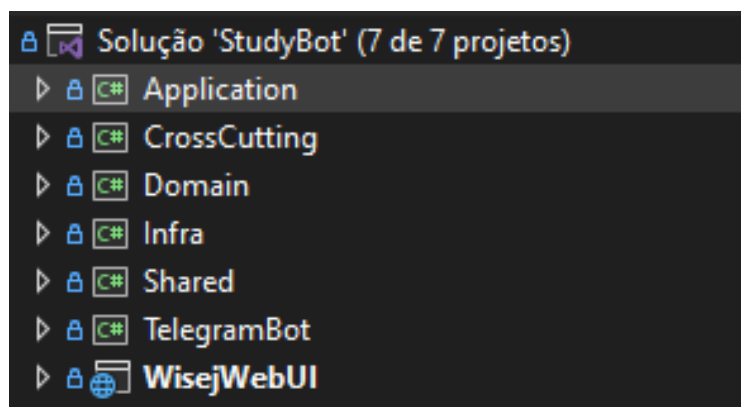 Solução 'StudyBot' (7 de 7 projetos)
C# Application
C# CrossCutting
C# Domain
C# Infra
C# Shared
C# TelegramBot
WisejWebUI